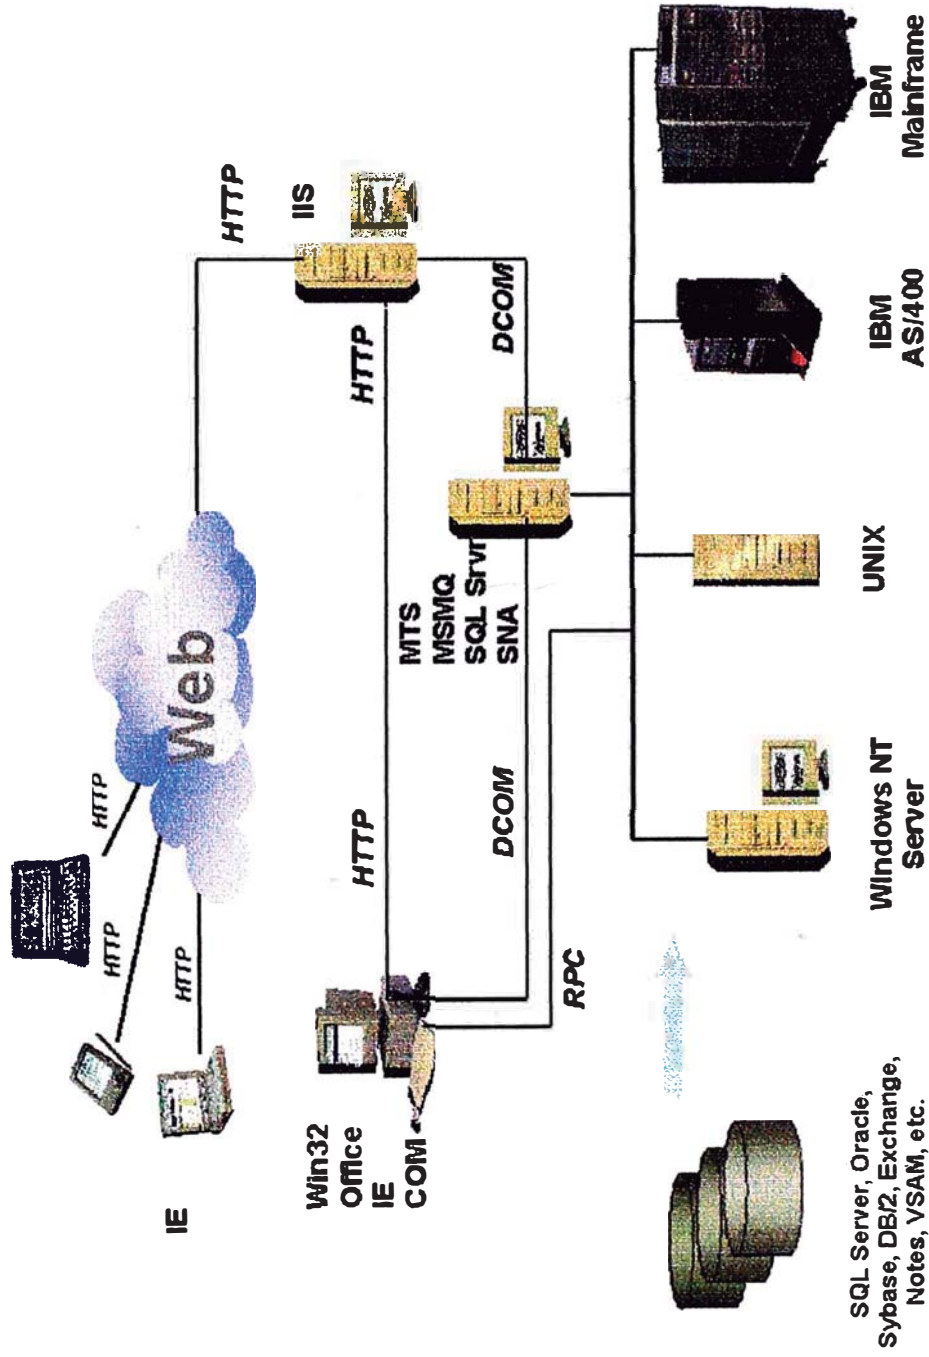 IE
HTTP
HTTP
HTTP
Web
HTTP
Win32
Office
IE
COM
HTTP
HTTP
IIS
MTS
MSMQ
SQL Srvr
SNA
DCOM
DCOM
RPC
SQL Server, Oracle,
Sybase, DB/2, Exchange,
Notes, VSAM, etc.
Windows NT
Server
UNIX
IBM
AS/400
IBM
Mainframe